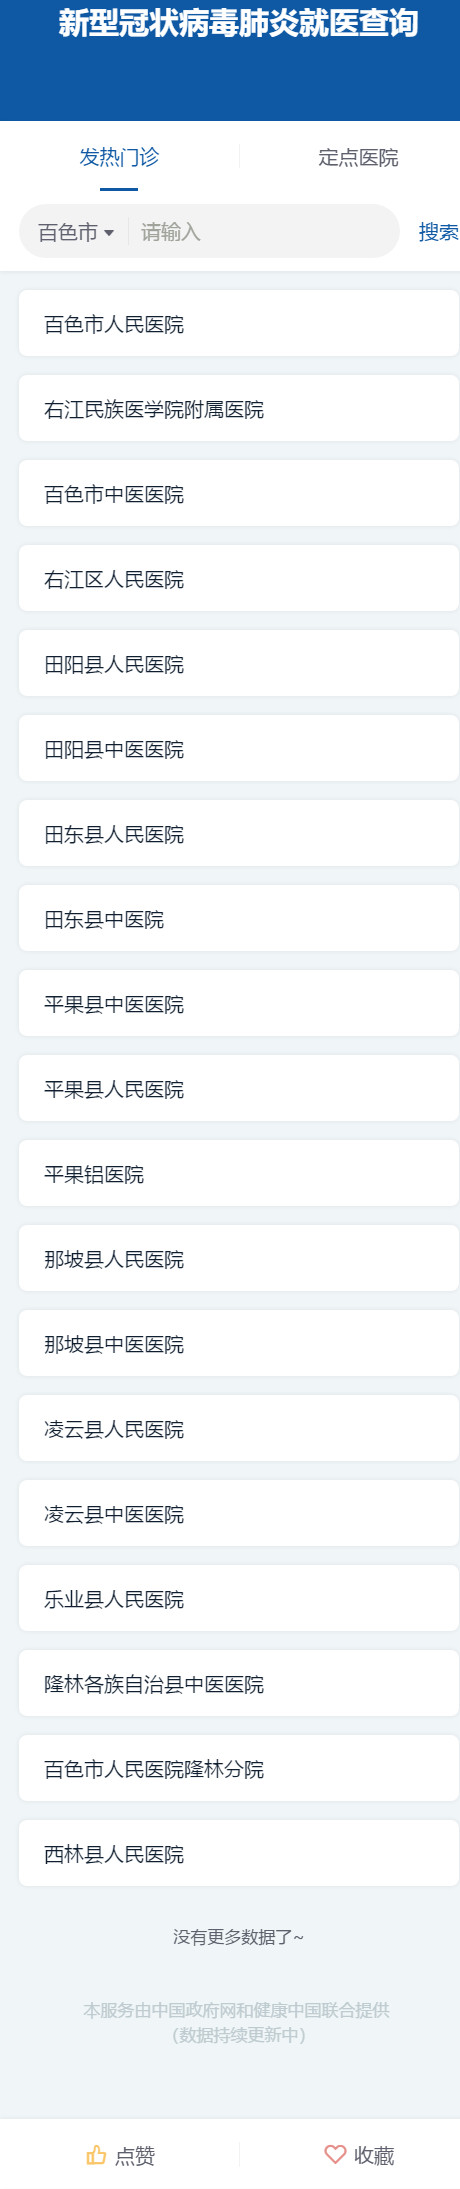 新型冠状病毒肺炎就医查询
发热门诊
定点医院
百色市
请输入
搜索
百色市人民医院
右江民族医学院附属医院
百色市中医医院
右江区人民医院
田阳县人民医院
田阳县中医医院
田东县人民医院
田东县中医院
平果县中医医院
平果县人民医院
平果铝医院
那坡县人民医院
那坡县中医医院
凌云县人民医院
凌云县中医医院
乐业县人民医院
隆林各族自治县中医医院
百色市人民医院隆林分院
西林县人民医院
没有更多数据了~
本服务由中国政府网和健康中国联合提供
（数据持续更新中）
点赞
收藏